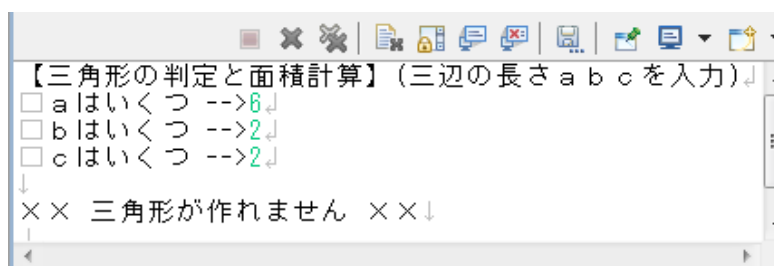 【三角形の判定と面積計算】(三辺の長さａｂｃを入力)
ａはいくつ -->6
ｂはいくつ -->2
ｃはいくつ -->2
×× 三角形が作れません ××